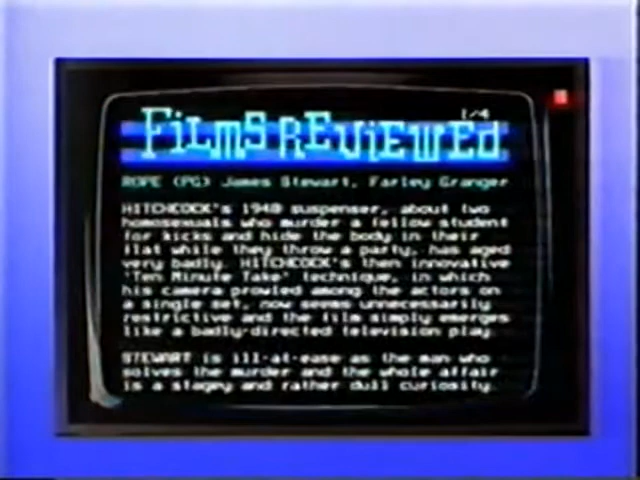 1/4
FilmS REViEWEd
ROPE (PG) James Stewart, Farley Granger
HITCHCOCK's 1948 suspenser, about two
homosexuals who murder a fellow student
for kicks and hide the body in their
flat while they throw a party, has aged
very badly. HITCHCOCK's then innovative
"Ten Minute Take" technique, in which
his camera prowled among the actors on
a single set, now seems unnecessarily
restrictive and the film simply emerges
like a badly-directed television play.
STEWART is ill-at-ease as the man who
solves the murder and the whole affair
is a stagey and rather dull curiosity.